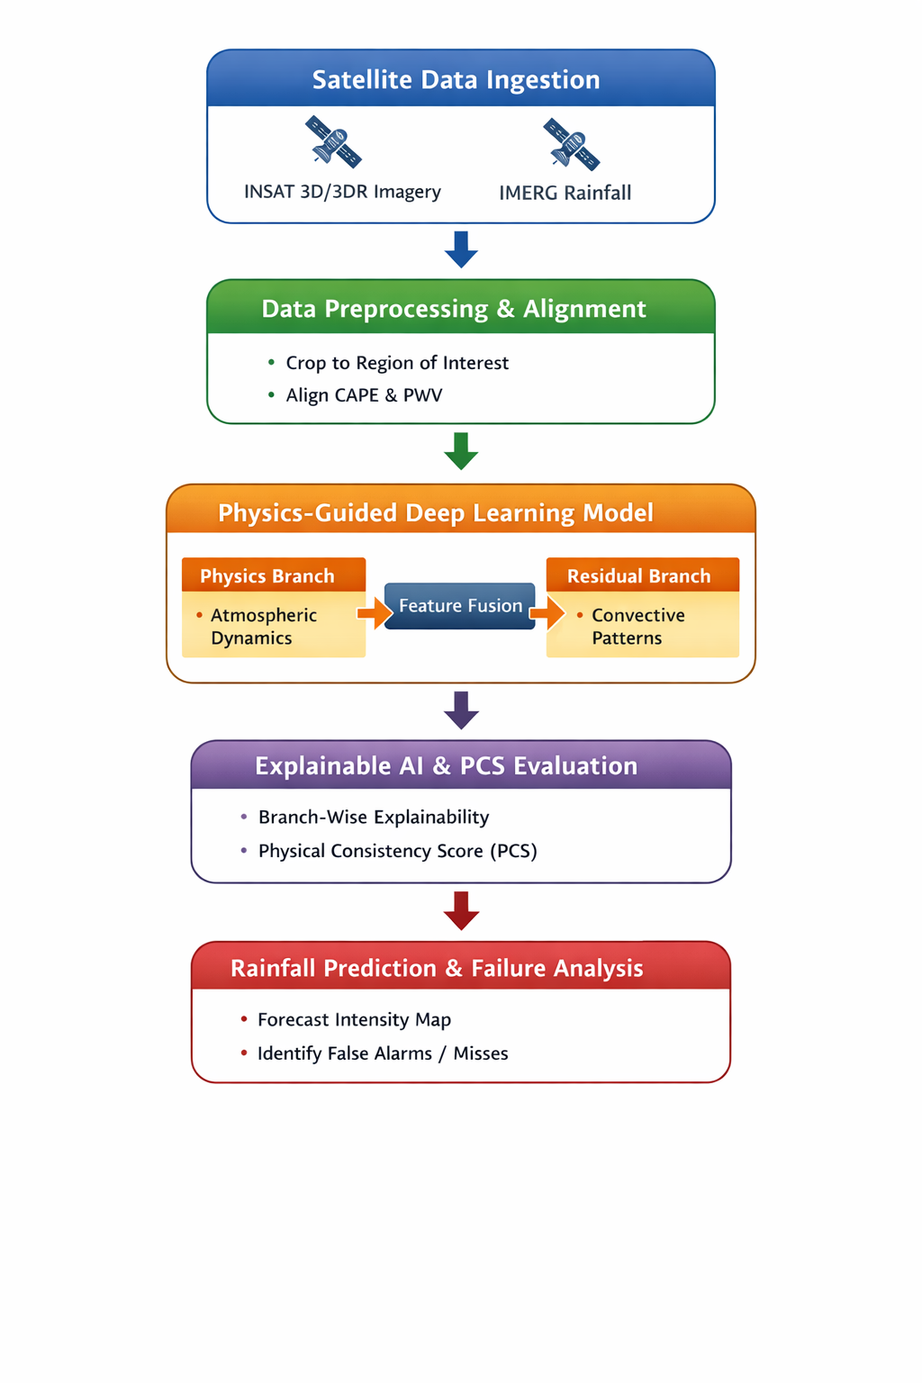 Satellite Data Ingestion
INSAT 3D/3DR Imagery
IMERG Rainfall
Data Preprocessing & Alignment
• Crop to Region of Interest
• Align CAPE & PWV
Physics-Guided Deep Learning Model
Physics Branch
• Atmospheric
Dynamics
Feature Fusion
Residual Branch
• Convective
Patterns
Explainable AI & PCS Evaluation
• Branch-Wise Explainability
• Physical Consistency Score (PCS)
Rainfall Prediction & Failure Analysis
• Forecast Intensity Map
• Identify False Alarms / Misses